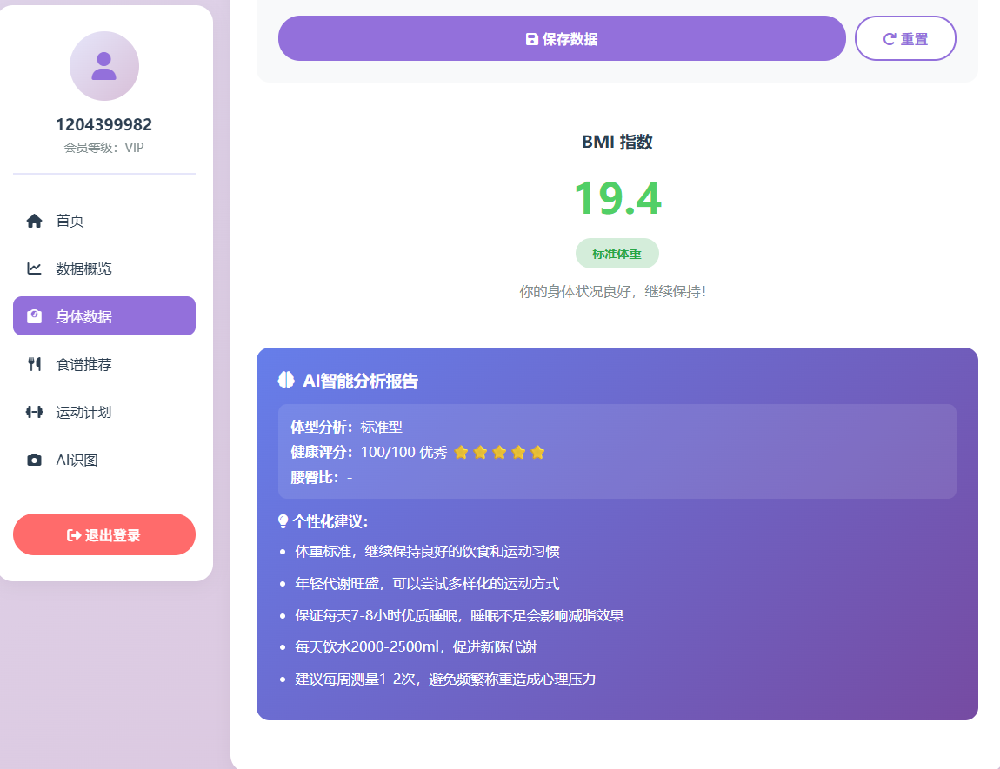 1204399982
会员等级：VIP
首页
数据概览
身体数据
食谱推荐
运动计划
AI识图
退出登录
保存数据
重置
BMI 指数
19.4
标准体重
你的身体状况良好，继续保持！
AI智能分析报告
体型分析：标准型
健康评分：100/100 优秀 ⭐⭐⭐⭐⭐
腰臀比：-
个性化建议：
• 体重标准，继续保持良好的饮食和运动习惯
• 年轻代谢旺盛，可以尝试多样化的运动方式
• 保证每天7-8小时优质睡眠，睡眠不足会影响减脂效果
• 每天饮水2000-2500ml，促进新陈代谢
• 建议每周测量1-2次，避免频繁称重造成心理压力